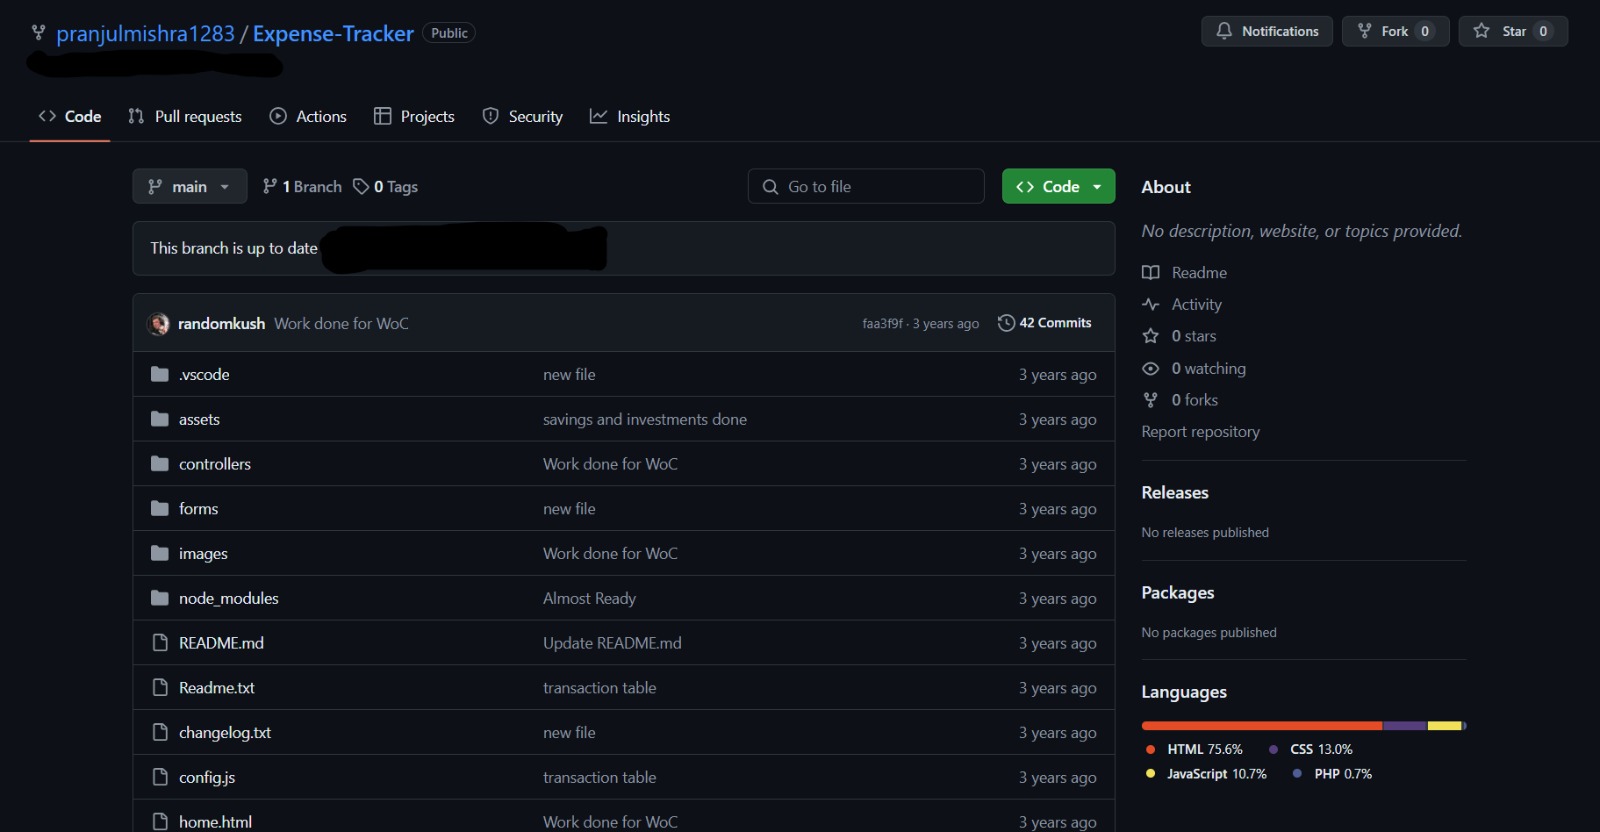 pranjulmishra1283 / Expense-Tracker Public
Notifications Fork 0 Star 0
Code Pull requests Actions Projects Security Insights
main 1 Branch 0 Tags Go to file Code
This branch is up to date
randomkush Work done for WoC faa3f9f · 3 years ago 42 Commits
.vscode new file 3 years ago
assets savings and investments done 3 years ago
controllers Work done for WoC 3 years ago
forms new file 3 years ago
images Work done for WoC 3 years ago
node_modules Almost Ready 3 years ago
README.md Update README.md 3 years ago
Readme.txt transaction table 3 years ago
changelog.txt new file 3 years ago
config.js transaction table 3 years ago
home.html Work done for WoC 3 years ago
About
No description, website, or topics provided.
Readme
Activity
0 stars
0 watching
0 forks
Report repository
Releases
No releases published
Packages
No packages published
Languages
HTML 75.6% CSS 13.0%
JavaScript 10.7% PHP 0.7%